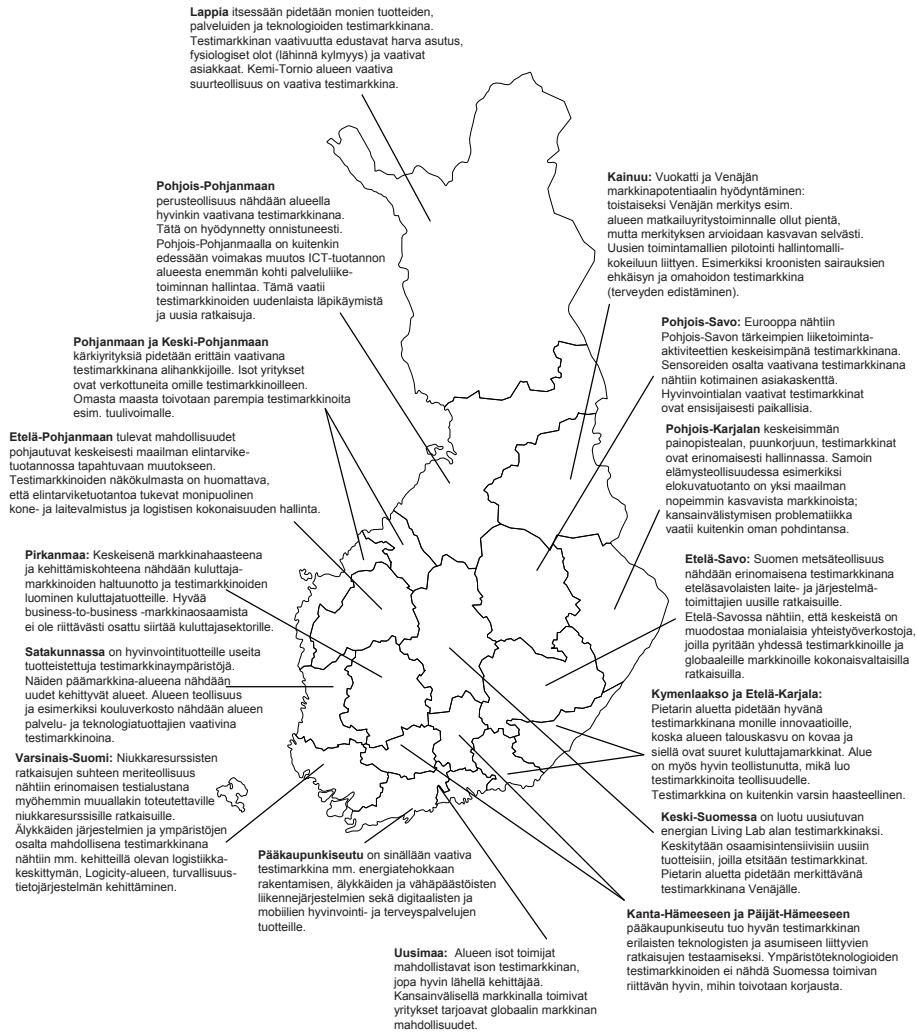 Lappia itsessään pidetään monien tuotteiden,
palveluiden ja teknologioiden testimarkkinana.
Testimarkkinan vaativuutta edustavat harva asutus,
fysiologiset olot (lähinnä kylmyys) ja vaativat
asiakkaat. Kemi-Tornio alueen vaativa
suurteollisuus on vaativa testimarkkina.
Pohjois-Pohjanmaan
perusteollisuus nähdään alueella
hyvinkin vaativana testimarkkinana.
Tätä on hyödynnetty onnistuneesti.
Pohjois-Pohjanmaalla on kuitenkin
edessään voimakas muutos ICT-tuotannon
alueesta enemmän kohti palveluliike-
toiminnan hallintaa. Tämä vaatii
testimarkkinoiden uudenlaista läpikäymistä
ja uusia ratkaisuja.
Pohjanmaan ja Keski-Pohjanmaan
kärkiyrityksiä pidetään erittäin vaativana
testimarkkinana alihankkijoille. Isot yritykset
ovat verkottuneita omille testimarkkinoilleen.
Omasta maasta toivotaan parempia testimarkkinoita
esim. tuulivoimalle.
Etelä-Pohjanmaan tulevat mahdollisuudet
pohjautuvat keskeisesti maailman elintarvike-
tuotannossa tapahtuvaan muutokseen.
Testimarkkinoiden näkökulmasta on huomattava,
että elintarviketuotantoa tukevat monipuolinen
kone- ja laitevalmistus ja logistisen kokonaisuuden hallinta.
Pirkanmaa: Keskeisenä markkinahaasteena
ja kehittämiskohteena nähdään kuluttaja-
markkinoiden haltuunotto ja testimarkkinoiden
luominen kuluttajatuotteille. Hyvää
business-to-business -markkinaosaamista
ei ole riittävästi osattu siirtää kuluttajasektorille.
Satakunnassa on hyvinvointituotteille useita
tuotteistettuja testimarkkinaympäristöjä.
Näiden päämarkkina-alueena nähdään
uudet kehittyvät alueet. Alueen teollisuus
ja esimerkiksi kouluverkosto nähdään alueen
palvelu- ja teknologiatuottajien vaativina
testimarkkinoina.
Varsinais-Suomi: Niukkaresurssisten
ratkaisujen suhteen meriteollisuus
nähtiin erinomaisen testialustana
myöhemmin muuallakin toteutettaville
niukkaresurssisille ratkaisuille.
Älykkäiden järjestelmien ja ympäristöjen
osalta mahdollisena testimarkkinana
nähtiin mm. kehitteillä olevan logistiikka-
keskittymän, Logicity-alueen, turvallisuus-
tietojärjestelmän kehittäminen.
Pääkaupunkiseutu on sinällään vaativa
testimarkkina mm. energiatehokkaan
rakentamisen, älykkäiden ja vähäpäästöisten
liikennejärjestelmien sekä digitaalisten ja
mobiilien hyvinvointi- ja terveyspalvelujen
tuotteille.
Uusimaa: Alueen isot toimijat
mahdollistavat ison testimarkkinan,
jopa hyvin lähellä kehittäjää.
Kansainvälisellä markkinalla toimivat
yritykset tarjoavat globaalin markkinan
mahdollisuudet.
Kainuu: Vuokatti ja Venäjän
markkinapotentiaalin hyödyntäminen:
toistaiseksi Venäjän merkitys esim.
alueen matkailuyritystoiminnalle ollut pientä,
mutta merkityksen arvioidaan kasvavan selvästi.
Uusien toimintamallien pilotointi hallintomalli-
kokeiluun liittyen. Esimerkiksi kroonisten sairauksien
ehkäisyn ja omahoidon testimarkkina
(terveyden edistäminen).
Pohjois-Savo: Eurooppa nähtiin
Pohjois-Savon tärkeimpien liiketoiminta-
aktiviteettien keskeisimpänä testimarkkinana.
Sensoreiden osalta vaativana testimarkkinana
nähtiin kotimainen asiakaskenttä.
Hyvinvointialan vaativat testimarkkinat
ovat ensisijaisesti paikallisia.
Pohjois-Karjalan keskeisimmän
painopistealan, puunkorjuun, testimarkkinat
ovat erinomaisesti hallinnassa. Samoin
elämysteollisuudessa esimerkiksi
elokuvatuotanto on yksi maailman
nopeimmin kasvavista markkinoista;
kansainvälistymisen problematiikka
vaatii kuitenkin oman pohdintansa.
Etelä-Savo: Suomen metsäteollisuus
nähdään erinomaisena testimarkkinana
eteläsavolaisten laite- ja järjestelmä-
toimittajien uusille ratkaisuille.
Etelä-Savossa nähtiin, että keskeistä on
muodostaa monialaisia yhteistyöverkostoja,
joilla pyritään yhdessä testimarkkinoille ja
globaaleille markkinoille kokonaisvaltaisilla
ratkaisuilla.
Kymenlaakso ja Etelä-Karjala:
Pietarin aluetta pidetään hyvänä
testimarkkinana monille innovaatioille,
koska alueen talouskasvu on kovaa ja
siellä ovat suuret kuluttajamarkkinat. Alue
on myös hyvin teollistunutta, mikä luo
testimarkkinoita teollisuudelle.
Testimarkkina on kuitenkin varsin haasteellinen.
Keski-Suomessa on luotu uusiutuvan
energian Living Lab alan testimarkkinaksi.
Keskitytään osaamisintensiivisiin uusiin
tuotteisiin, joilla etsitään testimarkkinat.
Pietarin aluetta pidetään merkittävänä
testimarkkinana Venäjälle.
Kanta-Hämeeseen ja Päijät-Hämeeseen
pääkaupunkiseutu tuo hyvän testimarkkinan
erilaisten teknologisten ja asumiseen liittyvien
ratkaisujen testaamiseksi. Ympäristöteknologioiden
testimarkkinoiden ei nähdä Suomessa toimivan
riittävän hyvin, mihin toivotaan korjausta.